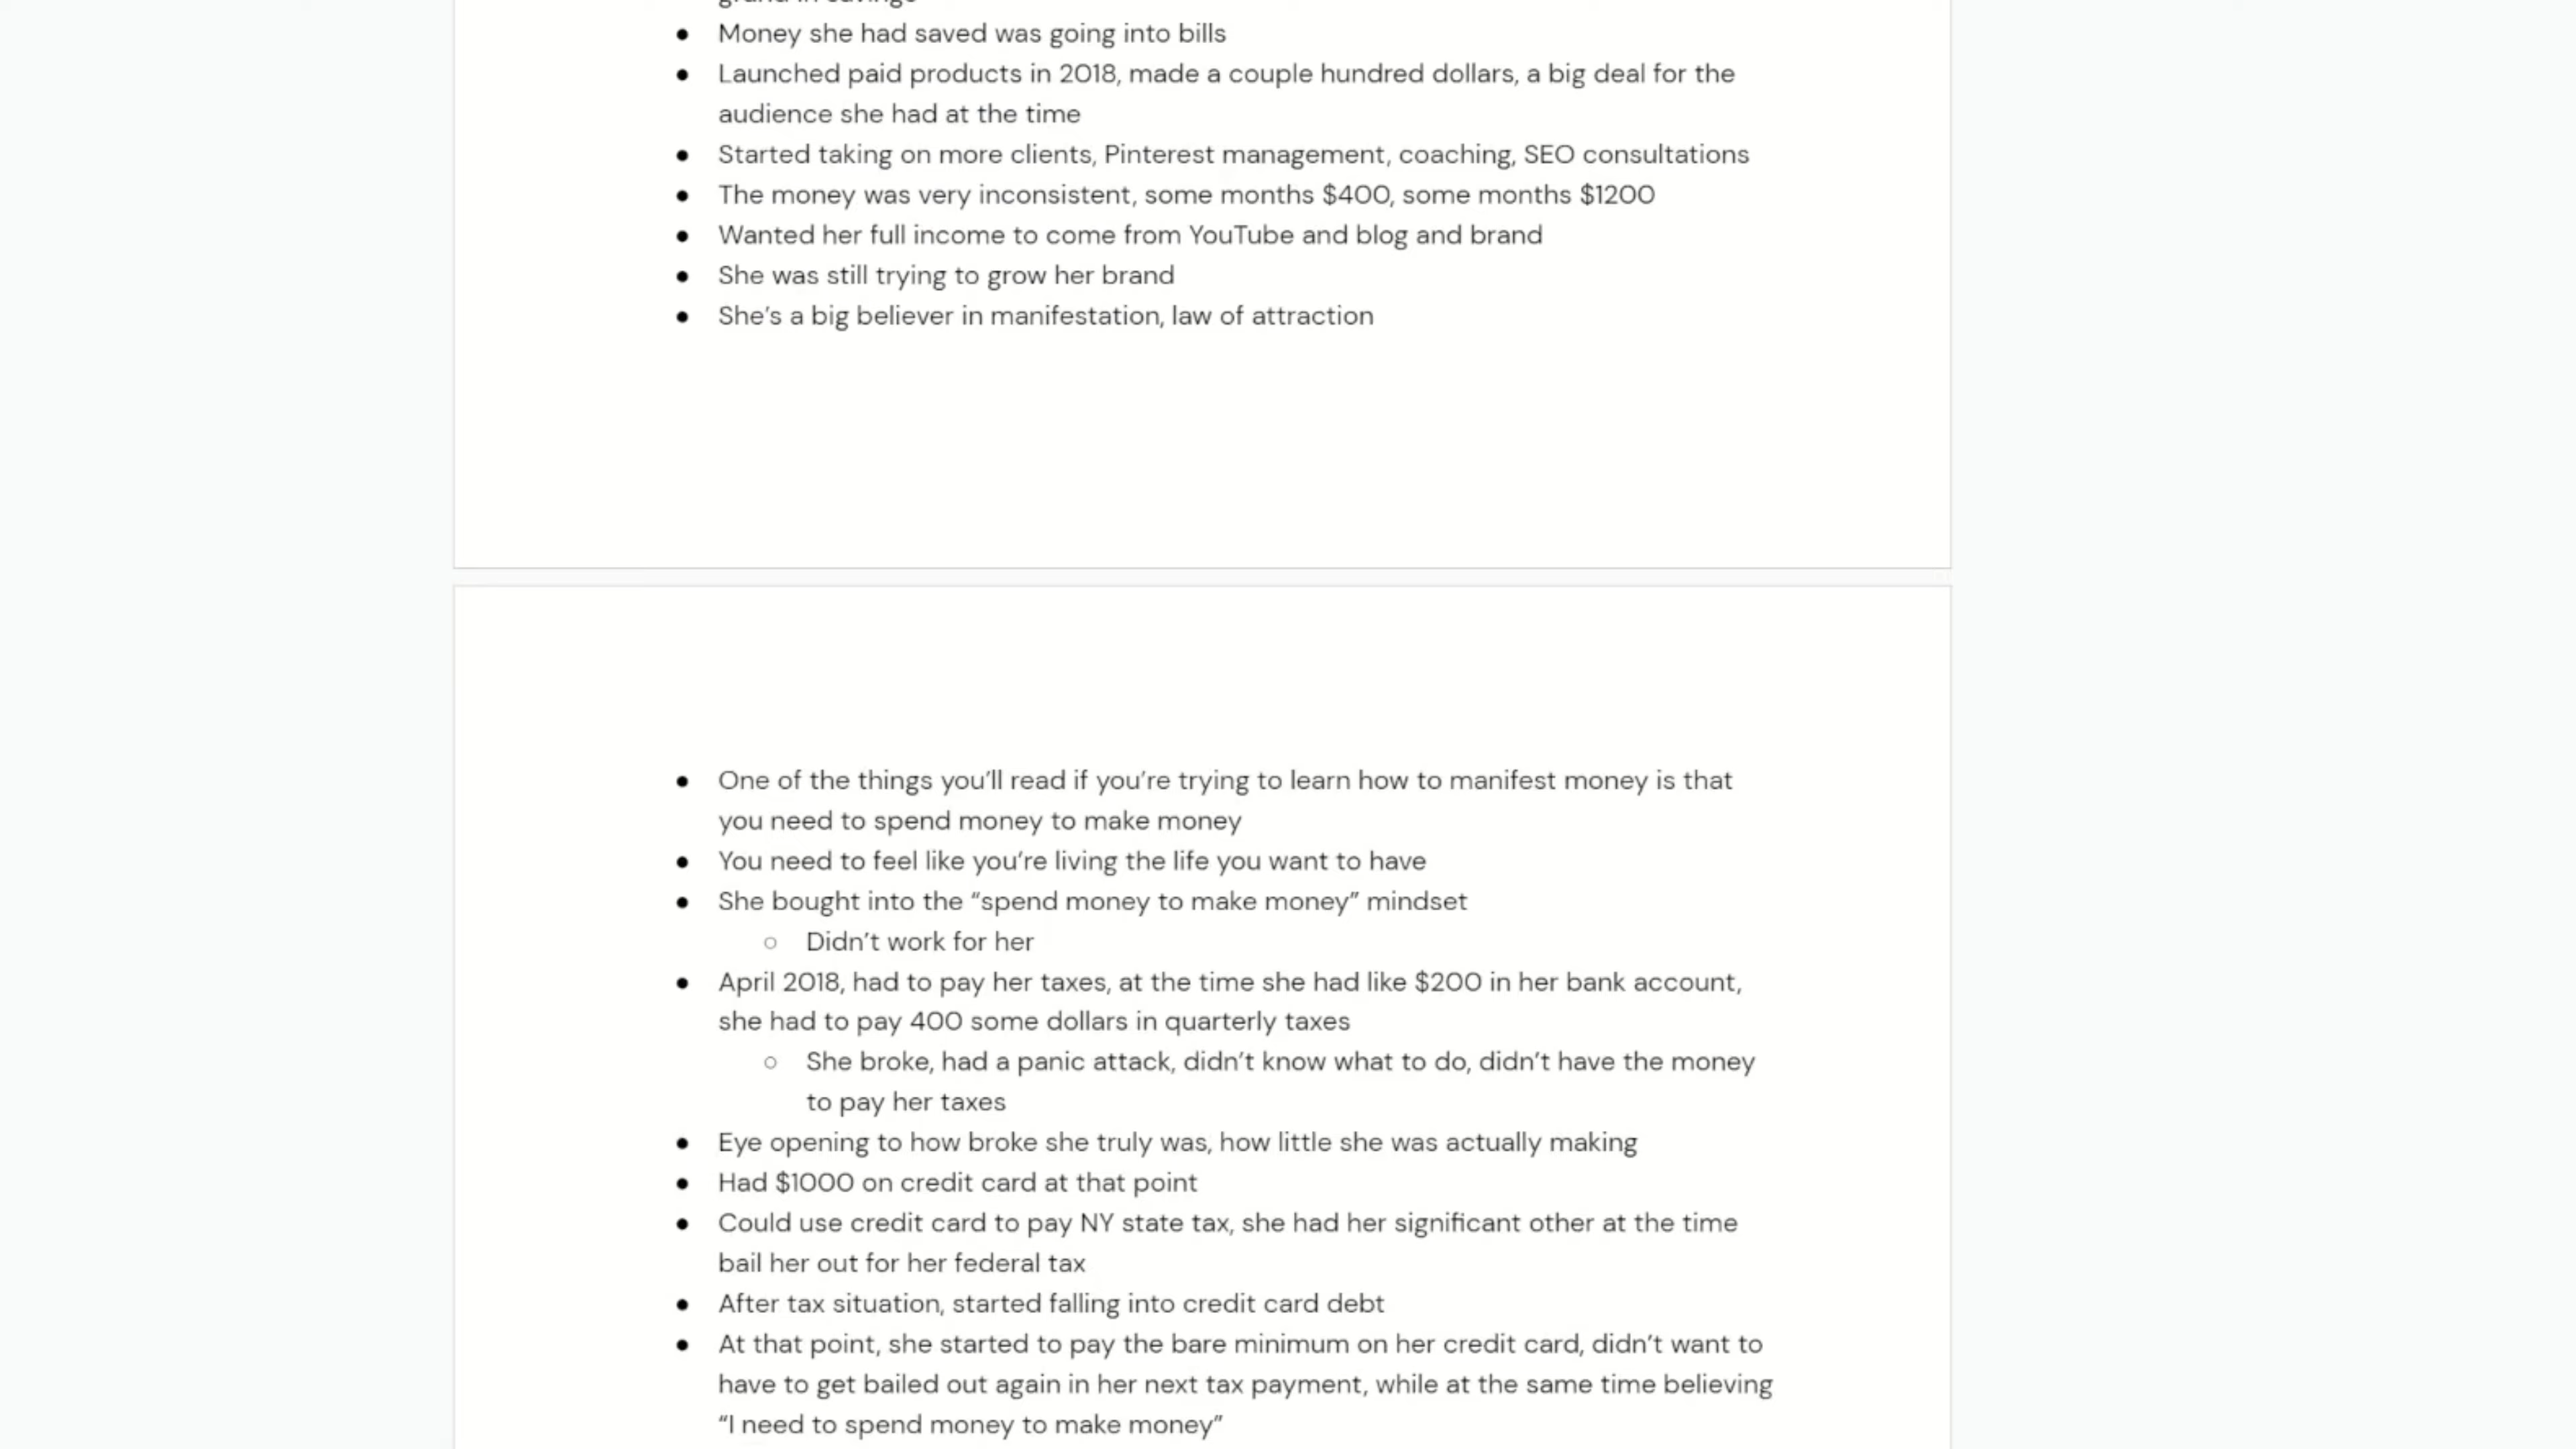 grand in savings
● Money she had saved was going into bills
● Launched paid products in 2018, made a couple hundred dollars, a big deal for the
audience she had at the time
● Started taking on more clients, Pinterest management, coaching, SEO consultations
● The money was very inconsistent, some months $400, some months $1200
● Wanted her full income to come from YouTube and blog and brand
● She was still trying to grow her brand
● She’s a big believer in manifestation, law of attraction
● One of the things you’ll read if you’re trying to learn how to manifest money is that
you need to spend money to make money
● You need to feel like you’re living the life you want to have
● She bought into the “spend money to make money” mindset
○ Didn’t work for her
● April 2018, had to pay her taxes, at the time she had like $200 in her bank account,
she had to pay 400 some dollars in quarterly taxes
○ She broke, had a panic attack, didn’t know what to do, didn’t have the money
to pay her taxes
● Eye opening to how broke she truly was, how little she was actually making
● Had $1000 on credit card at that point
● Could use credit card to pay NY state tax, she had her significant other at the time
bail her out for her federal tax
● After tax situation, started falling into credit card debt
● At that point, she started to pay the bare minimum on her credit card, didn’t want to
have to get bailed out again in her next tax payment, while at the same time believing
“I need to spend money to make money”